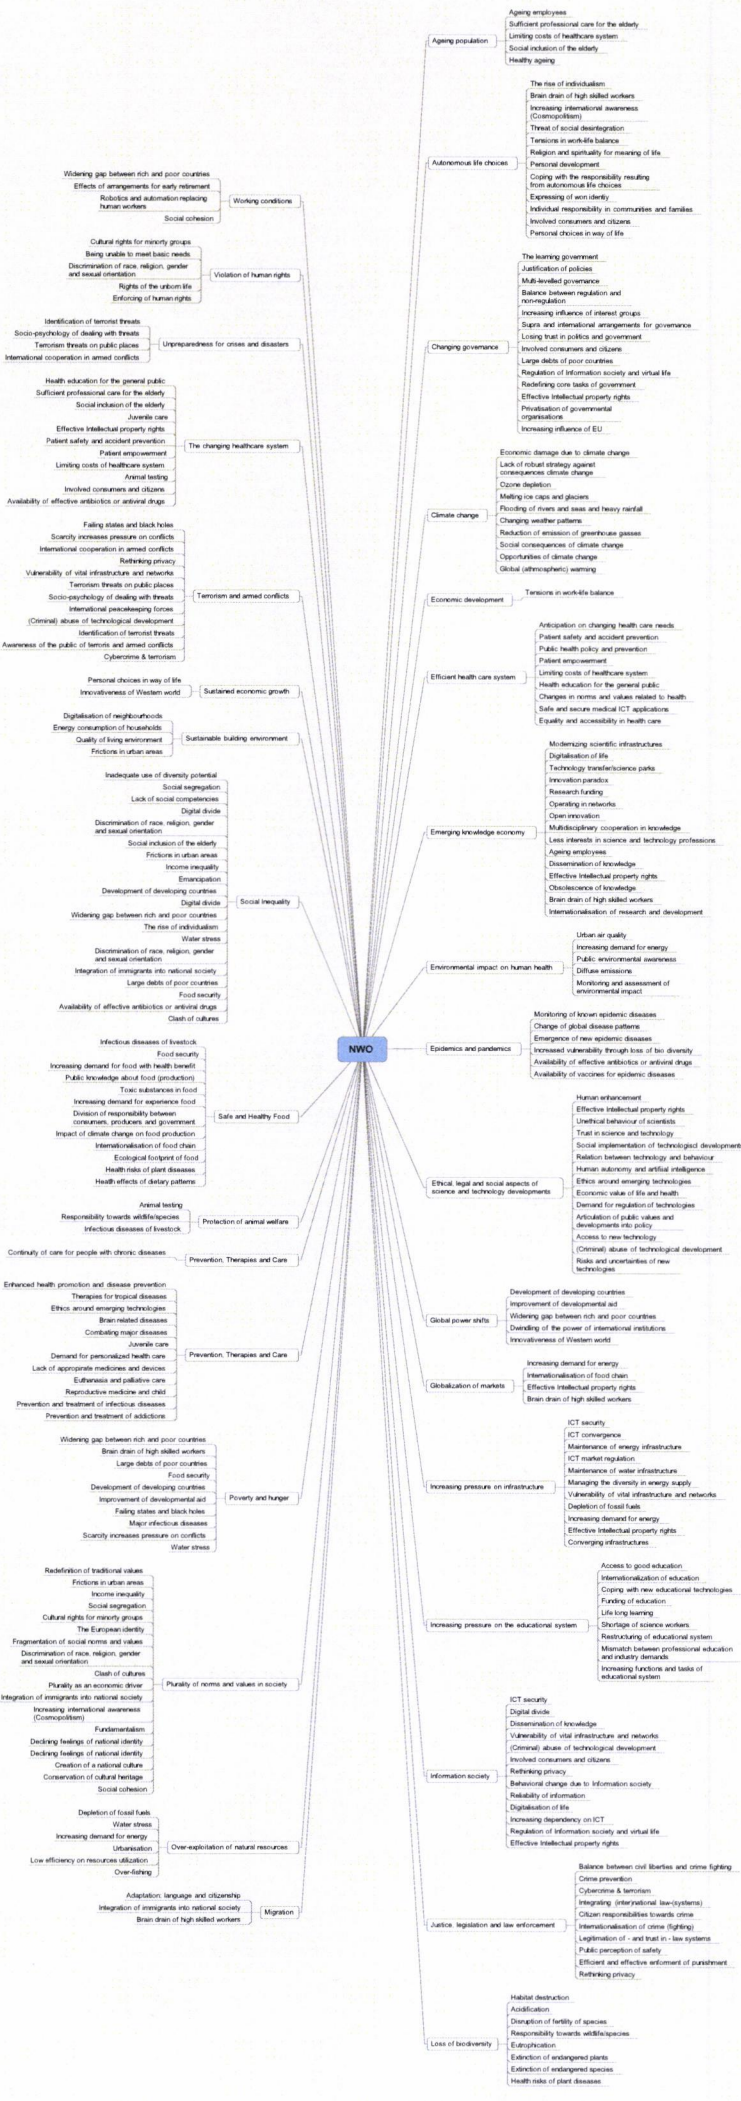 NWO
Ageing population
Ageing employees
Sufficient professional care for the elderly
Limiting costs of healthcare system
Social inclusion of the elderly
Healthy ageing
Autonomous life choices
The rise of individualism
Brain drain of high skilled workers
Increasing international awareness
(Cosmopolitism)
Threat of social desintegration
Tensions in work-life balance
Religion and spirituality for meaning of life
Personal development
Coping with the responsibility resulting
from autonomous life choices
Expressing of won identiy
Individual responsibility in communities and families
Involved consumers and citizens
Personal choices in way of life
Changing governance
The learning government
Justification of policies
Multi-levelled governance
Balance between regulation and
non-regulation
Increasing influence of interest groups
Supra and international arrangements for governance
Losing trust in politics and government
Involved consumers and citizens
Large debts of poor countries
Regulation of Information society and virtual life
Redefining core tasks of government
Effective Intellectual property rights
Privatisation of governmental
organisations
Increasing influence of EU
Climate change
Economic damage due to climate change
Lack of robust strategy against
consequences climate change
Ozone depletion
Melting ice caps and glaciers
Flooding of rivers and seas and heavy rainfall
Changing weather patterns
Reduction of emission of greenhouse gasses
Social consequences of climate change
Opportunities of climate change
Global (athmospheric) warming
Economic development
Tensions in work-life balance
Efficient health care system
Anticipation on changing health care needs
Patient safety and accident prevention
Public health policy and prevention
Patient empowerment
Limiting costs of healthcare system
Health education for the general public
Changes in norms and values related to health
Safe and secure medical ICT applications
Equality and accessibility in health care
Emerging knowledge economy
Modernizing scientific infrastructures
Digitalisation of life
Technology transfer/science parks
Innovation paradox
Research funding
Operating in networks
Open innovation
Multidisciplinary cooperation in knowledge
Less interests in science and technology professions
Ageing employees
Dissemination of knowledge
Effective Intellectual property rights
Obsolescence of knowledge
Brain drain of high skilled workers
Internationalisation of research and development
Environmental impact on human health
Urban air quality
Increasing demand for energy
Public environmental awareness
Diffuse emissions
Monitoring and assessment of
environmental impact
Epidemics and pandemics
Monitoring of known epidemic diseases
Change of global disease patterns
Emergence of new epidemic diseases
Increased vulnerability through loss of bio diversity
Availability of effective antibiotics or antiviral drugs
Availability of vaccines for epidemic diseases
Ethical, legal and social aspects of
science and technology developments
Human enhancement
Effective Intellectual property rights
Unethical behaviour of scientists
Trust in science and technology
Social implementation of technologiscl developments
Relation between technology and behaviour
Human autonomy and artifiial intelligence
Ethics around emerging technologies
Economic value of life and health
Demand for regulation of technologies
Articulation of public values and
developments into policy
Access to new technology
(Criminal) abuse of technological development
Risks and uncertainties of new
technologies
Global power shifts
Development of developing countries
Improvement of developmental aid
Widening gap between rich and poor countries
Dwindling of the power of international institutions
Innovativeness of Western world
Globalization of markets
Increasing demand for energy
Internationalisation of food chain
Effective Intellectual property rights
Brain drain of high skilled workers
Increasing pressure on infrastructure
ICT security
ICT convergence
Maintenance of energy infrastructure
ICT market regulation
Maintenance of water infrastructure
Managing the diversity in energy supply
Vulnerability of vital infrastructure and networks
Depletion of fossil fuels
Increasing demand for energy
Effective Intellectual property rights
Converging infrastructures
Increasing pressure on the educational system
Access to good education
Internationalization of education
Coping with new educational technologies
Funding of education
Life long learning
Shortage of science workers
Restructuring of educational system
Mismatch between professional education
and industry demands
Increasing functions and tasks of
educational system
Information society
ICT security
Digital divide
Dissemination of knowledge
Vulnerability of vital infrastructure and networks
(Criminal) abuse of technological development
Involved consumers and citizens
Rethinking privacy
Behavioral change due to Information society
Reliability of information
Digitalisation of life
Increasing dependency on ICT
Regulation of Information society and virtual life
Effective Intellectual property rights
Justice, legislation and law enforcement
Balance between civil liberties and crime fighting
Crime prevention
Cybercrime & terrorism
Integrating (inter)national law-(systems)
Citizen responsibilities towards crime
Internationalisation of crime (fighting)
Legitimation of - and trust in - law systems
Public perception of safety
Efficient and effective enforment of punishment
Rethinking privacy
Loss of biodiversity
Habitat destruction
Acidification
Disruption of fertility of species
Responsibility towards wildlife/species
Eutrophication
Extinction of endangered plants
Extinction of endangered species
Health risks of plant diseases
Working conditions
Widening gap between rich and poor countries
Effects of arrangements for early retirement
Robotics and automation replacing
human workers
Social cohesion
Violation of human rights
Cultural rights for minorty groups
Being unable to meet basic needs
Discrimination of race, religion, gender
and sexual orientation
Rights of the unborn life
Enforcing of human rights
Unpreparedness for crises and disasters
Identification of terrorist threats
Socio-psychology of dealing with threats
Terrorism threats on public places
International cooperation in armed conflicts
The changing healthcare system
Health education for the general public
Sufficient professional care for the elderly
Social inclusion of the elderly
Juvenile care
Effective Intellectual property rights
Patient safety and accident prevention
Patient empowerment
Limiting costs of healthcare system
Animal testing
Involved consumers and citizens
Availability of effective antibiotics or antiviral drugs
Terrorism and armed conflicts
Failing states and black holes
Scarcity increases pressure on conflicts
International cooperation in armed conflicts
Rethinking privacy
Vulnerability of vital infrastructure and networks
Terrorism threats on public places
Socio-psychology of dealing with threats
International peacekeeping forces
(Criminal) abuse of technological development
Identification of terrorist threats
Awareness of the public of terroris and armed conflicts
Cybercrime & terrorism
Sustained economic growth
Personal choices in way of life
Innovativeness of Western world
Sustainable building environment
Digitalisation of neighbourhoods
Energy consumption of households
Quality of living environment
Frictions in urban areas
Social Inequality
Inadequate use of diversity potential
Social segregation
Lack of social competencies
Digital divide
Discrimination of race, religion, gender
and sexual orientation
Social inclusion of the elderly
Frictions in urban areas
Income inequality
Emancipation
Development of developing countries
Digital divide
Widening gap between rich and poor countries
The rise of individualism
Water stress
Discrimination of race, religion, gender
and sexual orientation
Integration of immigrants into national society
Large debts of poor countries
Food security
Availability of effective antibiotics or antiviral drugs
Clash of cultures
Safe and Healthy Food
Infectious diseases of livestock
Food security
Increasing demand for food with health benefit
Public knowledge about food (production)
Toxic substances in food
Increasing demand for experience food
Division of responsibility between
consumers, producers and government
Impact of climate change on food production
Internationalisation of food chain
Ecological footprint of food
Health risks of plant diseases
Health effects of dietary patterns
Protection of animal welfare
Animal testing
Responsibility towards wildlife/species
Infectious diseases of livestock
Prevention, Therapies and Care
Continuity of care for people with chronic diseases
Prevention, Therapies and Care
Enhanced health promotion and disease prevention
Therapies for tropical diseases
Ethics around emerging technologies
Brain related diseases
Combating major diseases
Juvenile care
Demand for personalized health care
Lack of appropirate medicines and devices
Euthanasia and palliative care
Reproductive medicine and child
Prevention and treatment of infectious diseases
Prevention and treatment of addictions
Poverty and hunger
Widening gap between rich and poor countries
Brain drain of high skilled workers
Large debts of poor countries
Food security
Development of developing countries
Improvement of developmental aid
Failing states and black holes
Major infectious diseases
Scarcity increases pressure on conflicts
Water stress
Plurality of norms and values in society
Redefinition of traditional values
Frictions in urban areas
Income inequality
Social segregation
Cultural rights for minorty groups
The European identity
Fragmentation of social norms and values
Discrimination of race, religion, gender
and sexual orientation
Clash of cultures
Plurality as an economic driver
Integration of immigrants into national society
Increasing international awareness
(Cosmopolitism)
Fundamentalism
Declining feelings of national identity
Declining feelings of national identity
Creation of a national culture
Conservation of cultural heritage
Social cohesion
Over-exploitation of natural resources
Depletion of fossil fuels
Water stress
Increasing demand for energy
Urbanisation
Low efficiency on resources utilization
Over-fishing
Migration
Adaptation: language and citizenship
Integration of immigrants into national society
Brain drain of high skilled workers